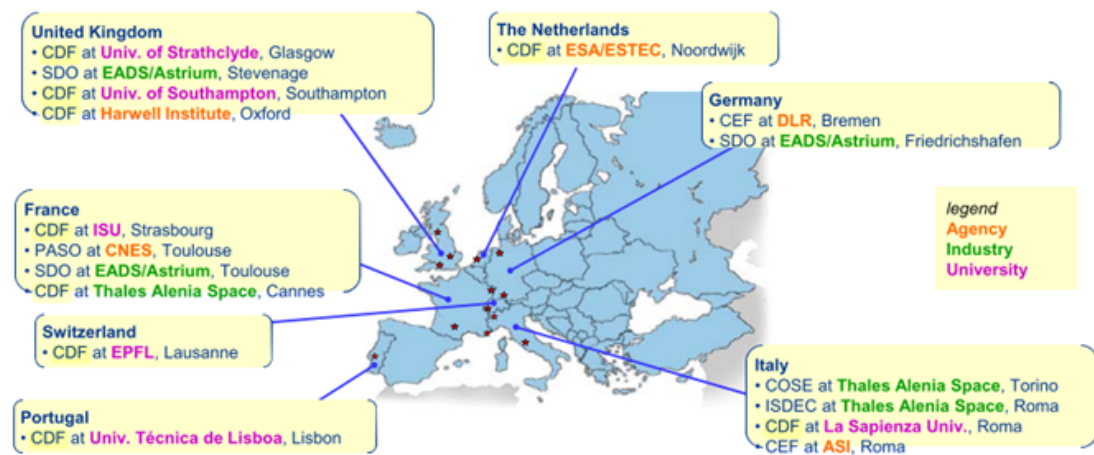 United Kingdom
• CDF at Univ. of Strathclyde, Glasgow
• SDO at EADS/Astrium, Stevenage
• CDF at Univ. of Southampton, Southampton
• CDF at Harwell Institute, Oxford
The Netherlands
• CDF at ESA/ESTEC, Noordwijk
Germany
• CEF at DLR, Bremen
• SDO at EADS/Astrium, Friedrichshafen
France
• CDF at ISU, Strasbourg
• PASO at CNES, Toulouse
• SDO at EADS/Astrium, Toulouse
• CDF at Thales Alenia Space, Cannes
legend
Agency
Industry
University
Switzerland
• CDF at EPFL, Lausanne
Portugal
• CDF at Univ. Técnica de Lisboa, Lisbon
Italy
• COSE at Thales Alenia Space, Torino
• ISDEC at Thales Alenia Space, Roma
• CDF at La Sapienza Univ., Roma
• CEF at ASI, Roma